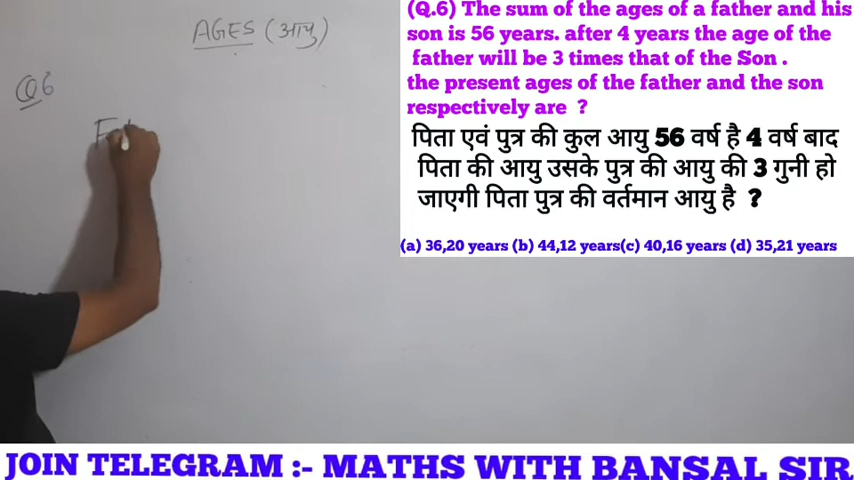 AGES (आयु)
Q6
(Q.6) The sum of the ages of a father and his
son is 56 years. after 4 years the age of the
father will be 3 times that of the Son .
the present ages of the father and the son
respectively are ?
पिता एवं पुत्र की कुल आयु 56 वर्ष है 4 वर्ष बाद
पिता की आयु उसके पुत्र की आयु की 3 गुनी हो
जाएगी पिता पुत्र की वर्तमान आयु है ?
(a) 36,20 years (b) 44,12 years(c) 40,16 years (d) 35,21 years
JOIN TELEGRAM :- MATHS WITH BANSAL SIR